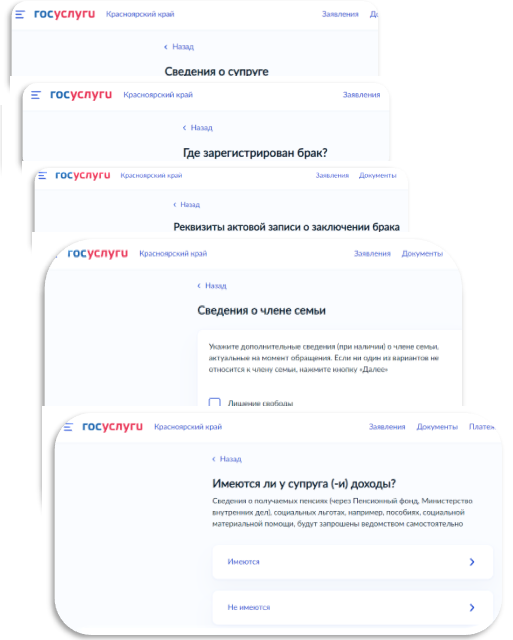 госуслуги Красноярский край Заявления
Назад
Сведения о супруге
госуслуги Красноярский край Заявления
Назад
Где зарегистрирован брак?
госуслуги Красноярский край Заявления Документы
Назад
Реквизиты актовой записи о заключении брака
госуслуги Красноярский край Заявления Документы
Назад
Сведения о члене семьи
Укажите дополнительные сведения (при наличии) о члене семьи,
актуальные на момент обращения. Если ни один из вариантов не
относится к члену семьи, нажмите кнопку «Далее»
Лишение свободы
госуслуги Красноярский край Заявления Документы Платеж
Назад
Имеются ли у супруга (-и) доходы?
Сведения о получаемых пенсиях (через Пенсионный фонд, Министерство
внутренних дел), социальных льготах, например, пособиях, социальной
материальной помощи, будут запрошены ведомством самостоятельно
Имеются
Не имеются